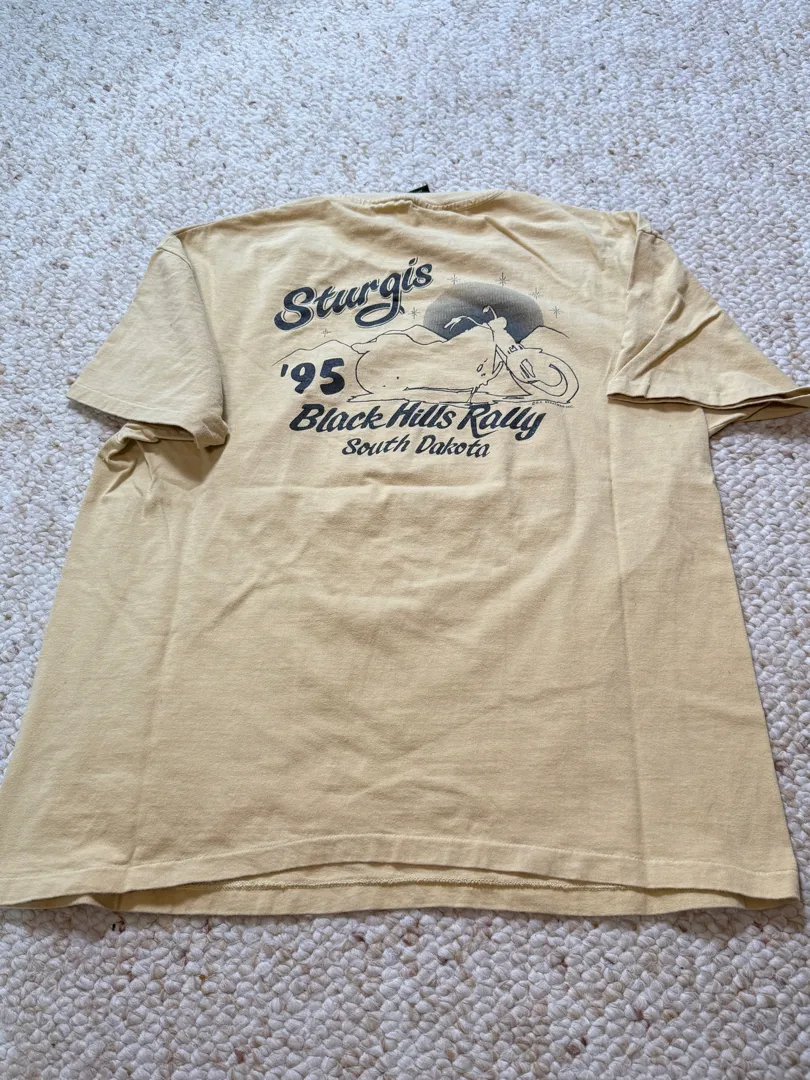 Sturgis
'95
Black Hills Rally
South Dakota